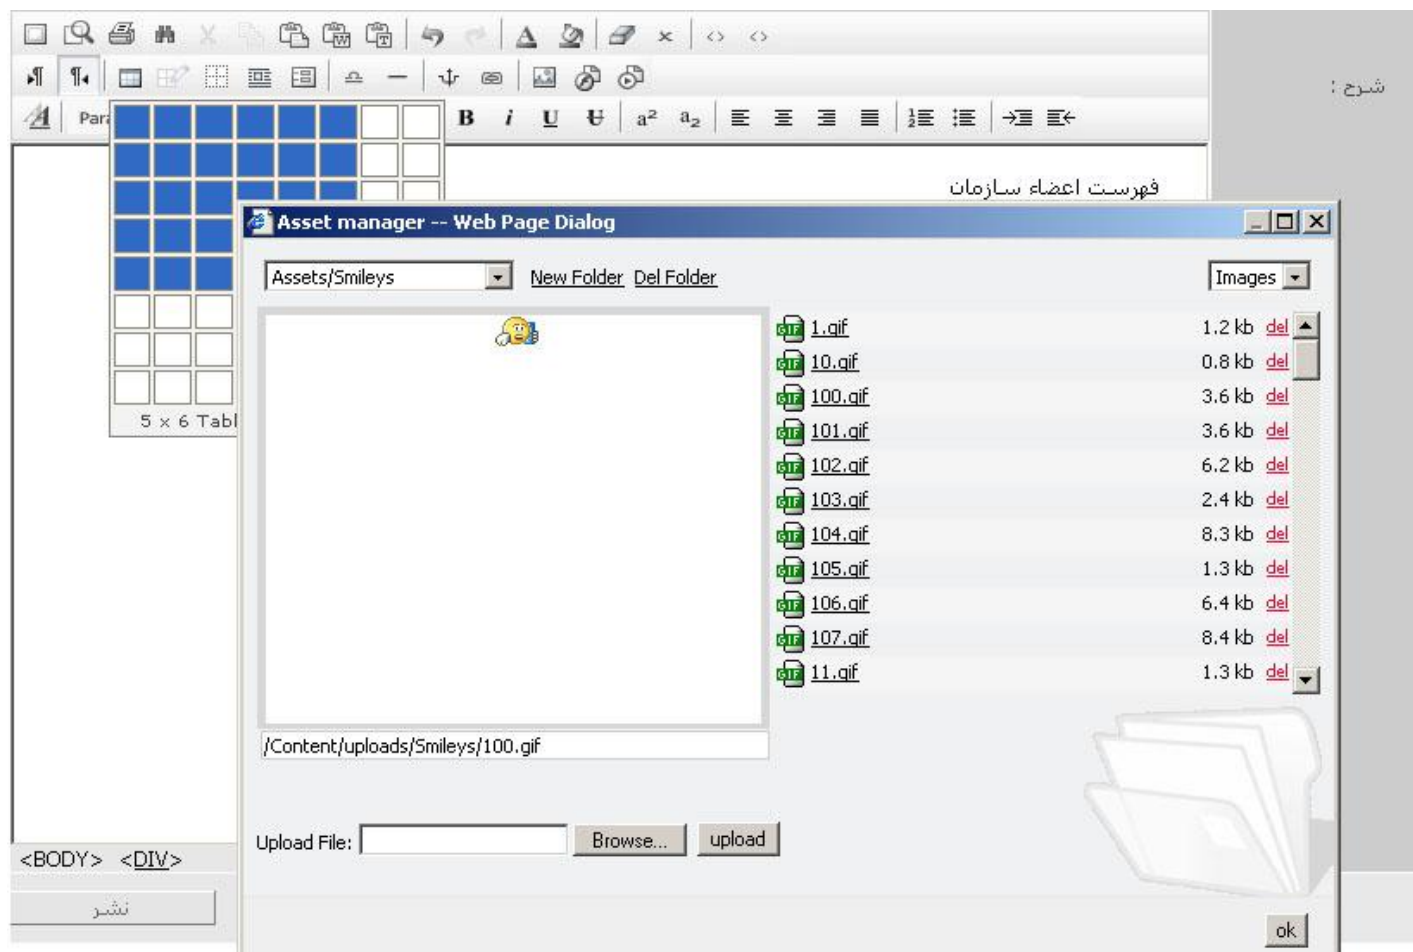 شرح :
Para
B i U U a² a₂
فهرست اعضاء سازمان
5 x 6 Tabl
Asset manager -- Web Page Dialog
Assets/Smileys New Folder Del Folder Images
1.gif 1.2 kb del
10.gif 0.8 kb del
100.gif 3.6 kb del
101.gif 3.6 kb del
102.gif 6.2 kb del
103.gif 2.4 kb del
104.gif 8.3 kb del
105.gif 1.3 kb del
106.gif 6.4 kb del
107.gif 8.4 kb del
11.gif 1.3 kb del
/Content/uploads/Smileys/100.gif
Upload File: Browse... upload
<BODY> <DIV>
نشر
ok